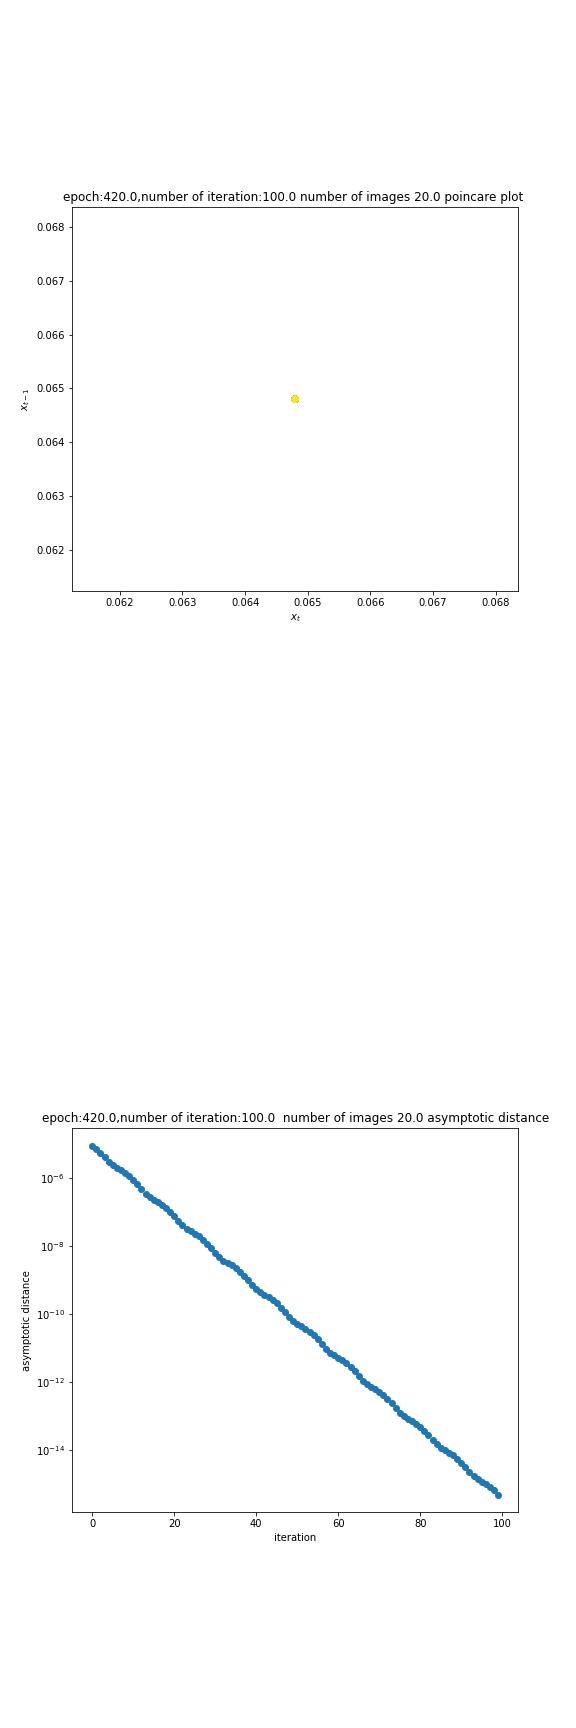 epoch:420.0,number of iteration:100.0 number of images 20.0 poincare plot
0.068
0.067
0.066
0.065
0.064
0.063
0.062
x_{t-1}
0.062 0.063 0.064 0.065 0.066 0.067 0.068
x_t
epoch:420.0,number of iteration:100.0  number of images 20.0 asymptotic distance
10^{-6}
10^{-8}
10^{-10}
10^{-12}
10^{-14}
asymptotic distance
0 20 40 60 80 100
iteration